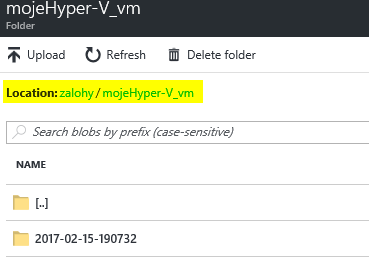 mojeHyper-V_vm
Folder
Upload Refresh Delete folder
Location: zalohy / mojeHyper-V_vm
Search blobs by prefix (case-sensitive)
NAME
[..]
2017-02-15-190732